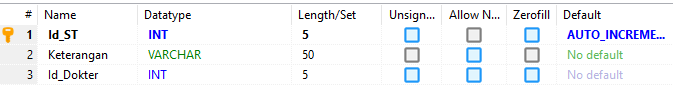 # Name Datatype Length/Set Unsign... Allow N... Zerofill Default
1 Id_ST INT 5 AUTO_INCREME...
2 Keterangan VARCHAR 50 No default
3 Id_Dokter INT 5 No default